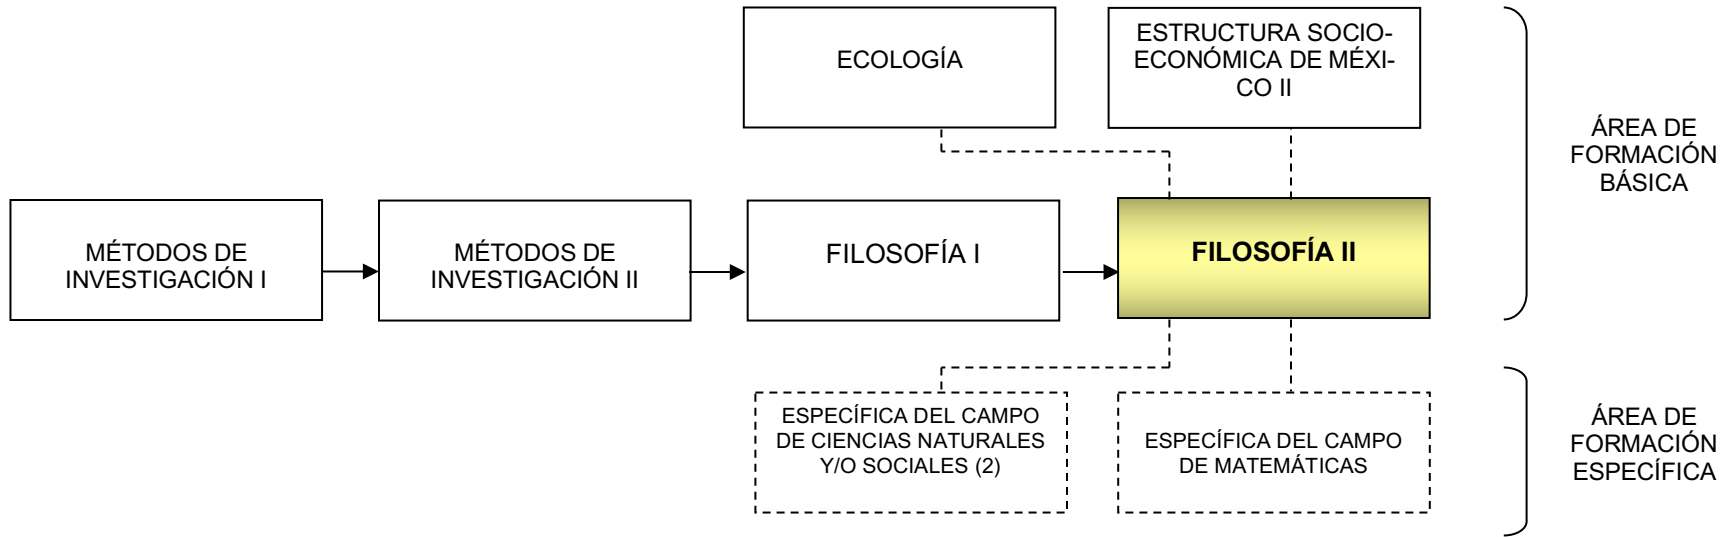 ECOLOGÍA
ESTRUCTURA SOCIO-
ECONÓMICA DE MÉXI-
CO II
ÁREA DE
FORMACIÓN
BÁSICA
MÉTODOS DE
INVESTIGACIÓN I
MÉTODOS DE
INVESTIGACIÓN II
FILOSOFÍA I
FILOSOFÍA II
ESPECÍFICA DEL CAMPO
DE CIENCIAS NATURALES
Y/O SOCIALES (2)
ESPECÍFICA DEL CAMPO
DE MATEMÁTICAS
ÁREA DE
FORMACIÓN
ESPECÍFICA